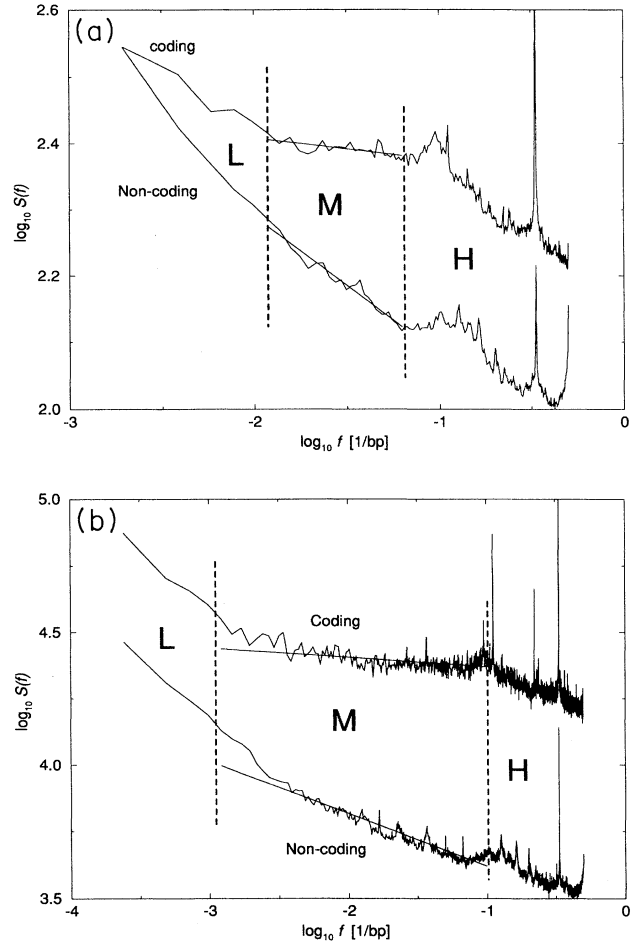 (a)
2.6
coding
2.4
L
Non-coding
M
log10 S(f)
H
2.2
2.0
-3
-2
-1
0
log10 f [1/bp]
(b)
5.0
Coding
4.5
L
log10 S(f)
M
4.0
H
Non-coding
3.5
-4
-3
-2
-1
0
log10 f [1/bp]